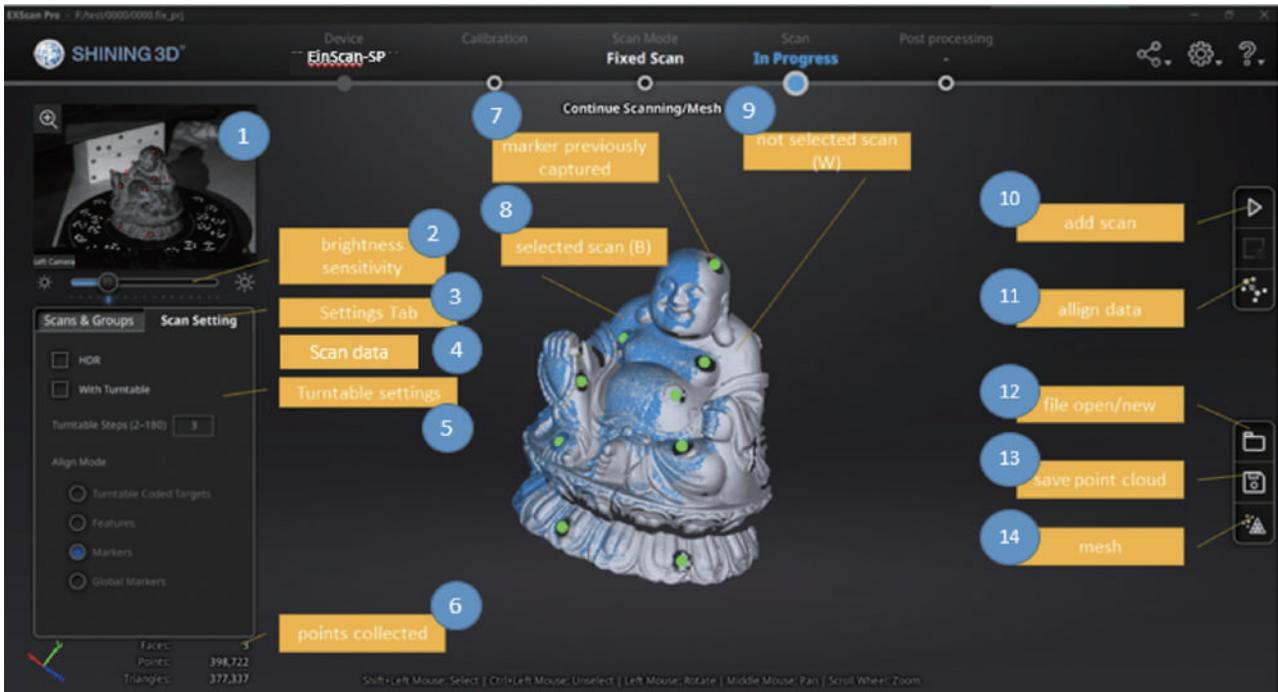 EXScan Pro - F:/test/0000/0000.fix_prj
SHINING 3D®
Device
EinScan-SP
Calibration
Scan Mode
Fixed Scan
Scan
In Progress
Post processing
-
Continue Scanning/Mesh
1
7
marker previously
captured
9
not selected scan
(W)
8
selected scan (B)
2
brightness
sensitivity
Left Camera
3
Settings Tab
4
Scan data
Turntable settings
5
Scans & Groups
Scan Setting
HDR
With Turntable
Turntable Steps (2-180)
3
Align Mode
Turntable Coded Targets
Features
Markers
Global Markers
6
points collected
Faces: 3
Points: 398,722
Triangles: 377,337
10
add scan
11
allign data
12
file open/new
13
save point cloud
14
mesh
Shift+Left Mouse: Select | Ctrl+Left Mouse: Unselect | Left Mouse: Rotate | Middle Mouse: Pan | Scroll Wheel: Zoom